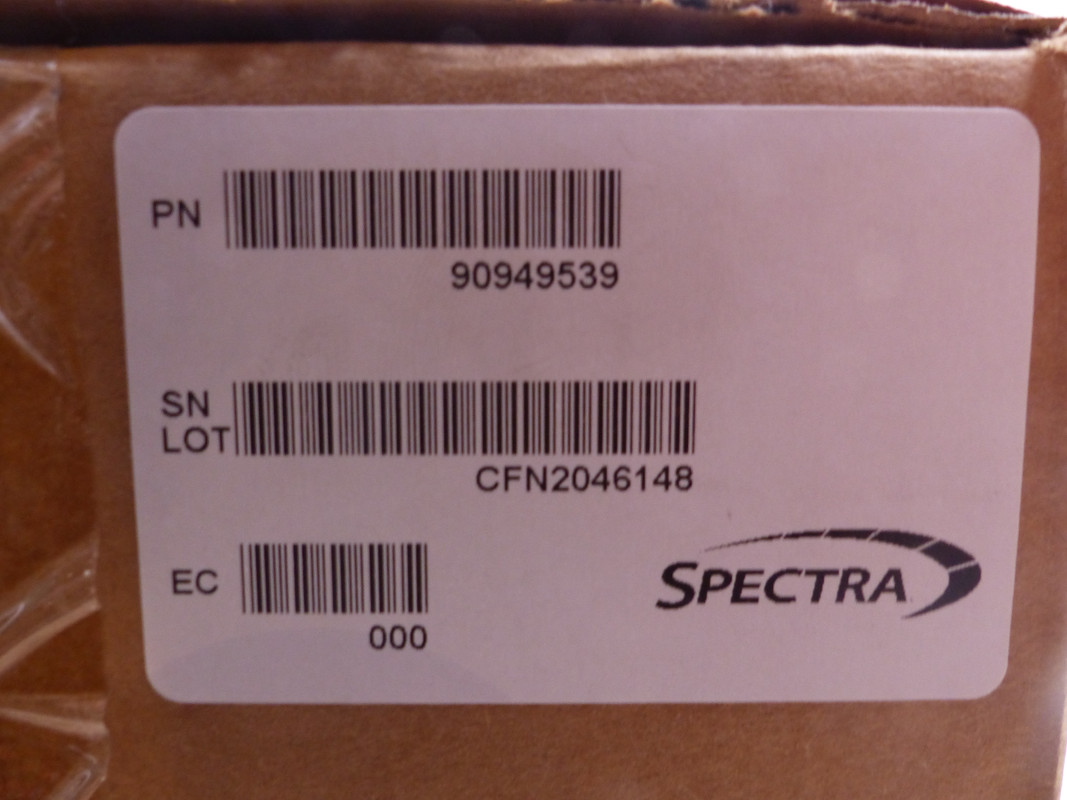 PN
90949539
SN
LOT
CFN2046148
EC
000
SPECTRA